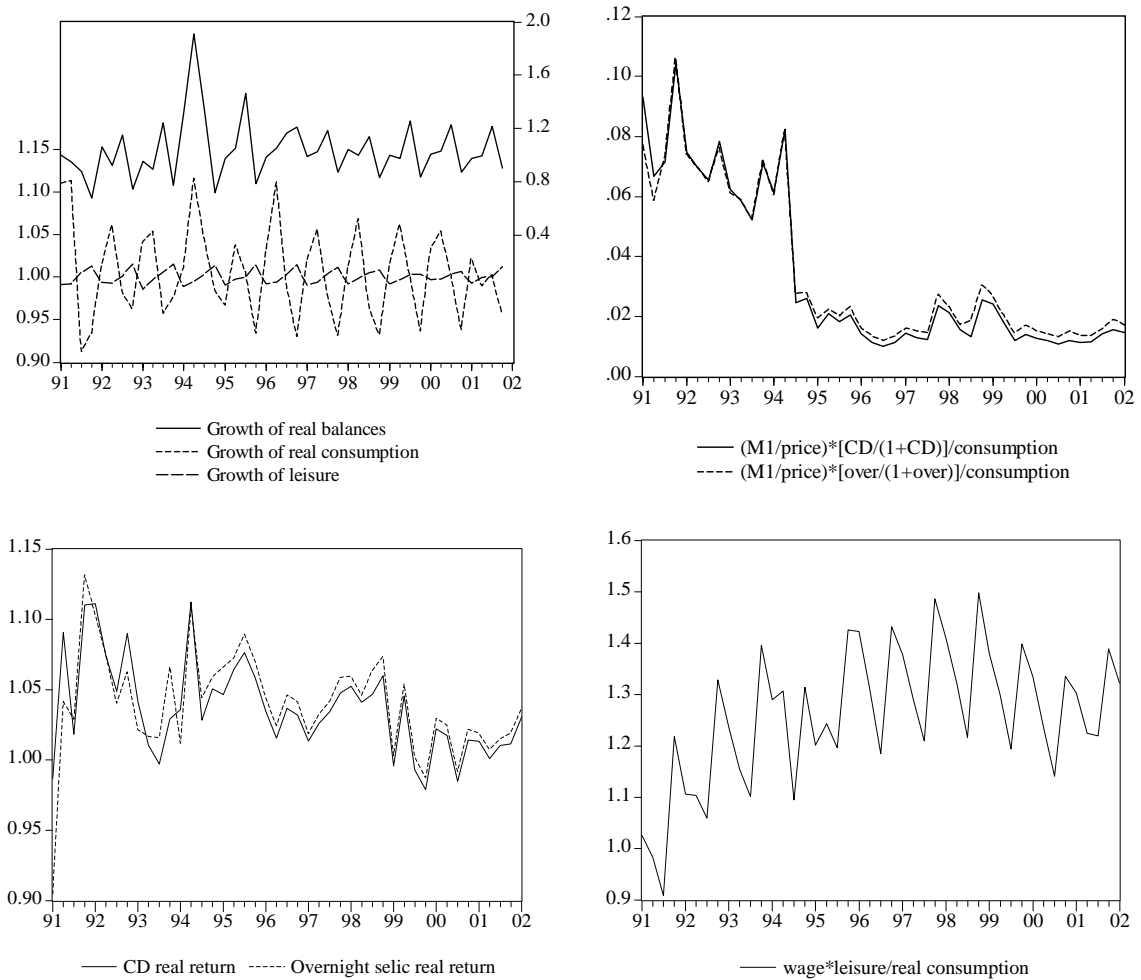 2.0
1.6
1.2
0.8
0.4
1.15
1.10
1.05
1.00
0.95
0.90
91 92 93 94 95 96 97 98 99 00 01 02
Growth of real balances
Growth of real consumption
Growth of leisure
.12
.10
.08
.06
.04
.02
.00
91 92 93 94 95 96 97 98 99 00 01 02
(M1/price)*[CD/(1+CD)]/consumption
(M1/price)*[over/(1+over)]/consumption
1.15
1.10
1.05
1.00
0.95
0.90
91 92 93 94 95 96 97 98 99 00 01 02
CD real return Overnight selic real return
1.6
1.5
1.4
1.3
1.2
1.1
1.0
0.9
91 92 93 94 95 96 97 98 99 00 01 02
wage*leisure/real consumption